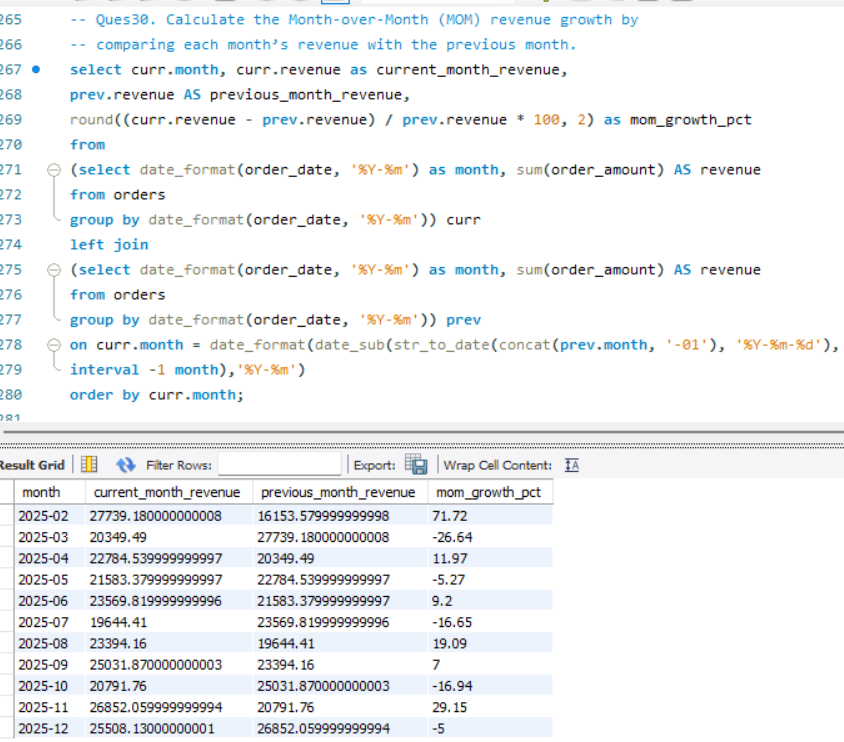 265 -- Ques30. Calculate the Month-over-Month (MOM) revenue growth by
266 -- comparing each month’s revenue with the previous month.
267 select curr.month, curr.revenue as current_month_revenue,
268 prev.revenue AS previous_month_revenue,
269 round((curr.revenue - prev.revenue) / prev.revenue * 100, 2) as mom_growth_pct
270 from
271 (select date_format(order_date, '%Y-%m') as month, sum(order_amount) AS revenue
272 from orders
273 group by date_format(order_date, '%Y-%m')) curr
274 left join
275 (select date_format(order_date, '%Y-%m') as month, sum(order_amount) AS revenue
276 from orders
277 group by date_format(order_date, '%Y-%m')) prev
278 on curr.month = date_format(date_sub(str_to_date(concat(prev.month, '-01'), '%Y-%m-%d'),
279 interval -1 month),'%Y-%m')
280 order by curr.month;
281
Result Grid Filter Rows: Export: Wrap Cell Content:
month current_month_revenue previous_month_revenue mom_growth_pct
2025-02 27739.180000000008 16153.579999999998 71.72
2025-03 20349.49 27739.180000000008 -26.64
2025-04 22784.539999999997 20349.49 11.97
2025-05 21583.379999999997 22784.539999999997 -5.27
2025-06 23569.819999999996 21583.379999999997 9.2
2025-07 19644.41 23569.819999999996 -16.65
2025-08 23394.16 19644.41 19.09
2025-09 25031.870000000003 23394.16 7
2025-10 20791.76 25031.870000000003 -16.94
2025-11 26852.059999999994 20791.76 29.15
2025-12 25508.13000000001 26852.059999999994 -5